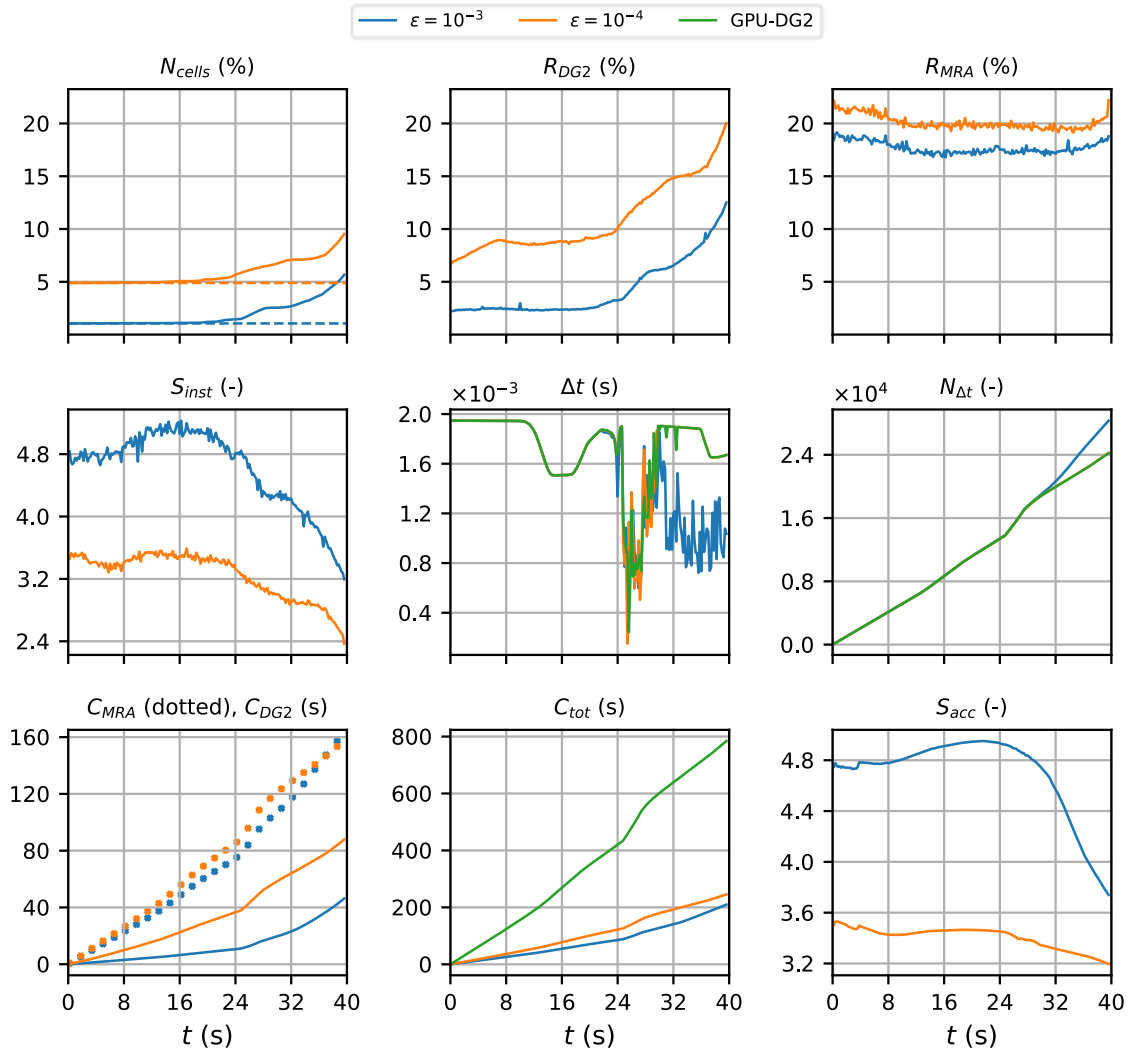 ε = 10⁻³ ε = 10⁻⁴ GPU-DG2
N_cells (%) R_DG2 (%) R_MRA (%)
20 20 20
15 15 15
10 10 10
5 5 5
S_inst (-) Δt (s) N_Δt (-)
×10⁻³ ×10⁴
4.8 2.0 2.4
4.0 1.6 1.6
3.2 1.2 0.8
2.4 0.8 0.0
0.4
C_MRA (dotted), C_DG2 (s) C_tot (s) S_acc (-)
160 800 4.8
120 600 4.4
80 400 4.0
40 200 3.6
0 0 3.2
0 8 16 24 32 40 0 8 16 24 32 40 0 8 16 24 32 40
t (s) t (s) t (s)